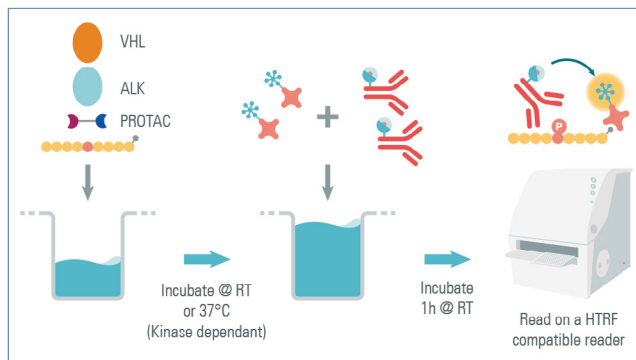 VHL
ALK
PROTAC
+
P
Incubate @ RT
or 37°C
(Kinase dependant)
Incubate
1h @ RT
Read on a HTRF
compatible reader